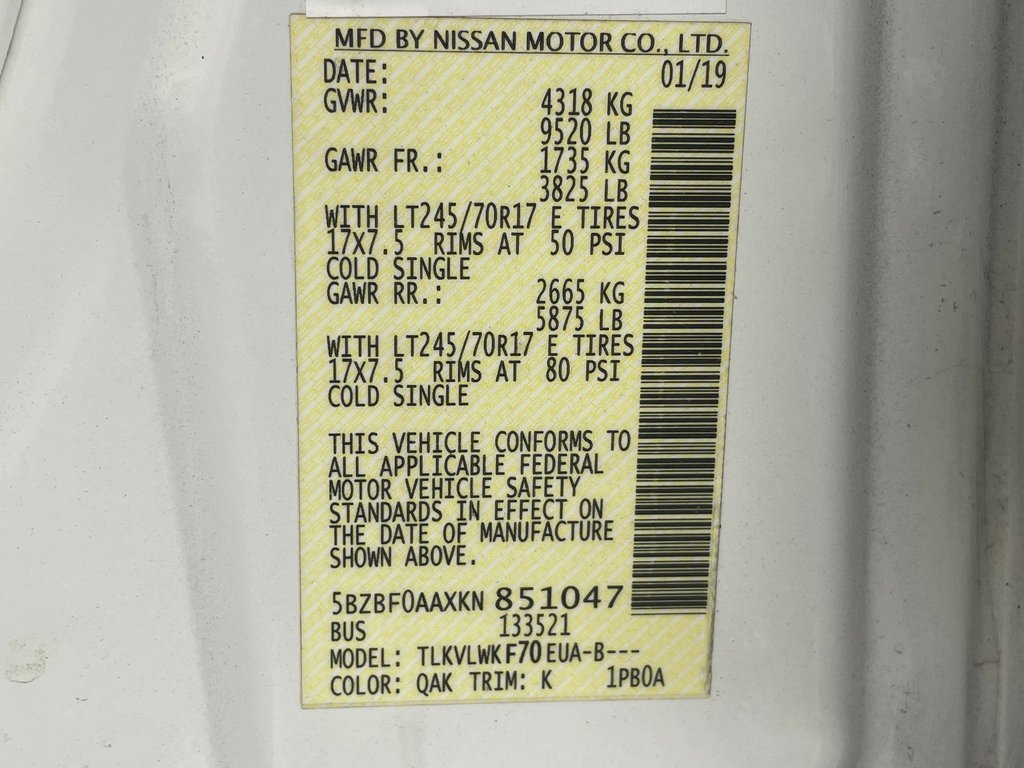 MFD BY NISSAN MOTOR CO., LTD.
DATE: 01/19
GVWR: 4318 KG
9520 LB
GAWR FR.: 1735 KG
3825 LB
WITH LT245/70R17 E TIRES
17X7.5 RIMS AT 50 PSI
COLD SINGLE
GAWR RR.: 2665 KG
5875 LB
WITH LT245/70R17 E TIRES
17X7.5 RIMS AT 80 PSI
COLD SINGLE
THIS VEHICLE CONFORMS TO
ALL APPLICABLE FEDERAL
MOTOR VEHICLE SAFETY
STANDARDS IN EFFECT ON
THE DATE OF MANUFACTURE
SHOWN ABOVE.
5BZBF0AAXKN 851047
BUS 133521
MODEL: TLKVLWKF70EUA-B---
COLOR: QAK TRIM: K 1PB0A